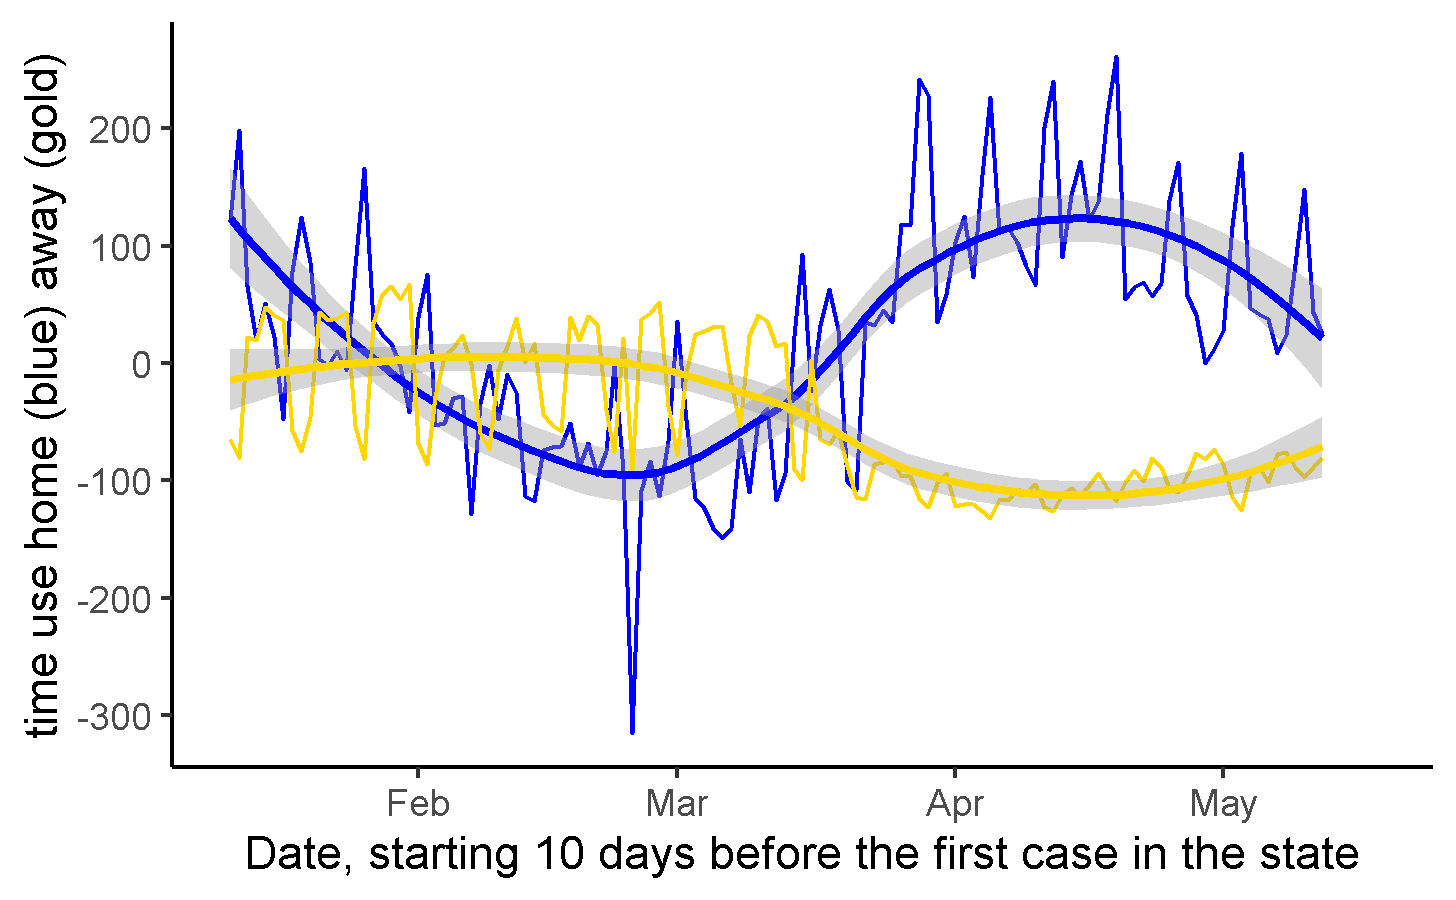 time use home (blue) away (gold)
200
100
0
-100
-200
-300
Feb Mar Apr May
Date, starting 10 days before the first case in the state